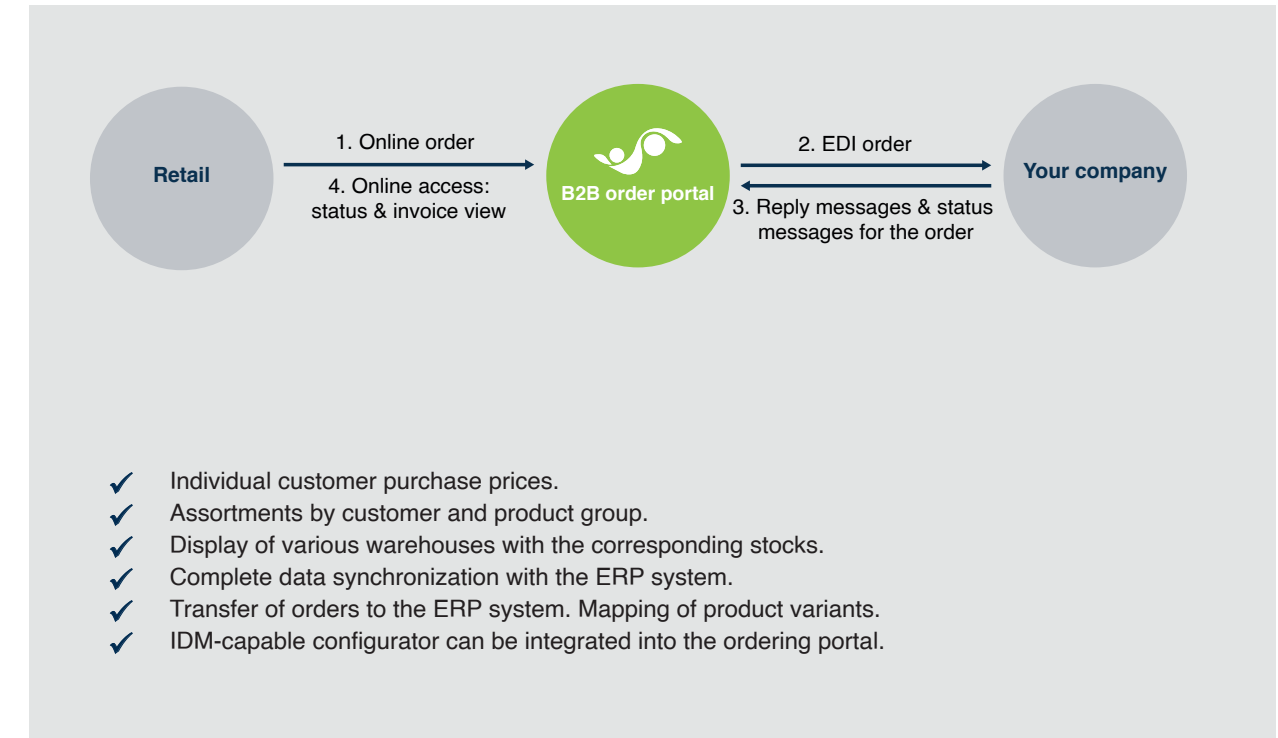 Retail
1. Online order
4. Online access:
status & invoice view
B2B order portal
2. EDI order
3. Reply messages & status
messages for the order
Your company
Individual customer purchase prices.
Assortments by customer and product group.
Display of various warehouses with the corresponding stocks.
Complete data synchronization with the ERP system.
Transfer of orders to the ERP system. Mapping of product variants.
IDM-capable configurator can be integrated into the ordering portal.